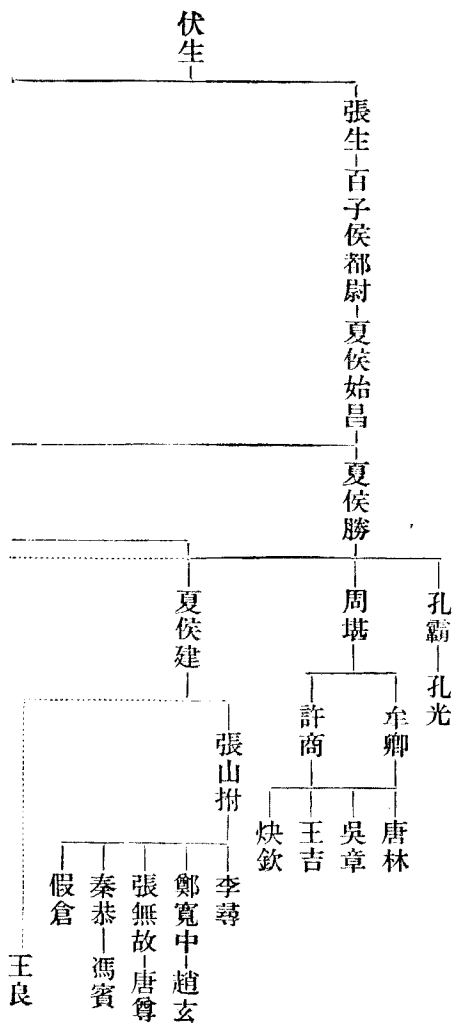 伏生
張生
百子侯都尉
夏侯始昌
夏侯勝
孔霸
孔光
周堪
牟卿
唐林
吳章
王吉
炔欽
許商
夏侯建
張山拊
李尋
鄭寬中
趙玄
張無故
唐尊
秦恭
馮賓
假倉
王良